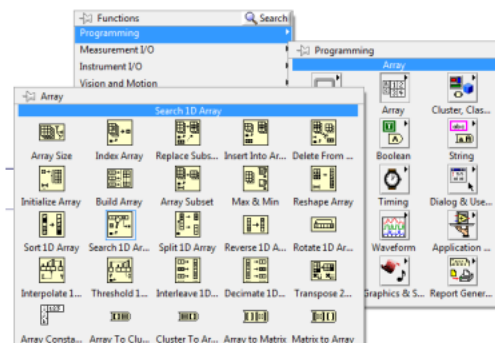 Functions
Search
Programming
Measurement I/O
Instrument I/O
Vision and Motion
Programming
Array
Array
Cluster, Clas...
Boolean
String
Timing
Dialog & Use...
Waveform
Application ...
Graphics & S...
Report Gener...
Array
Search 1D Array
Array Size
Index Array
Replace Subs...
Insert Into Ar...
Delete From ...
Initialize Array
Build Array
Array Subset
Max & Min
Reshape Array
Sort 1D Array
Search 1D Ar...
Split 1D Array
Reverse 1D A...
Rotate 1D Ar...
Interpolate 1...
Threshold 1...
Interleave 1D...
Decimate 1D...
Transpose 2...
Array Consta...
Array To Clu...
Cluster To Ar...
Array to Matrix
Matrix to Array